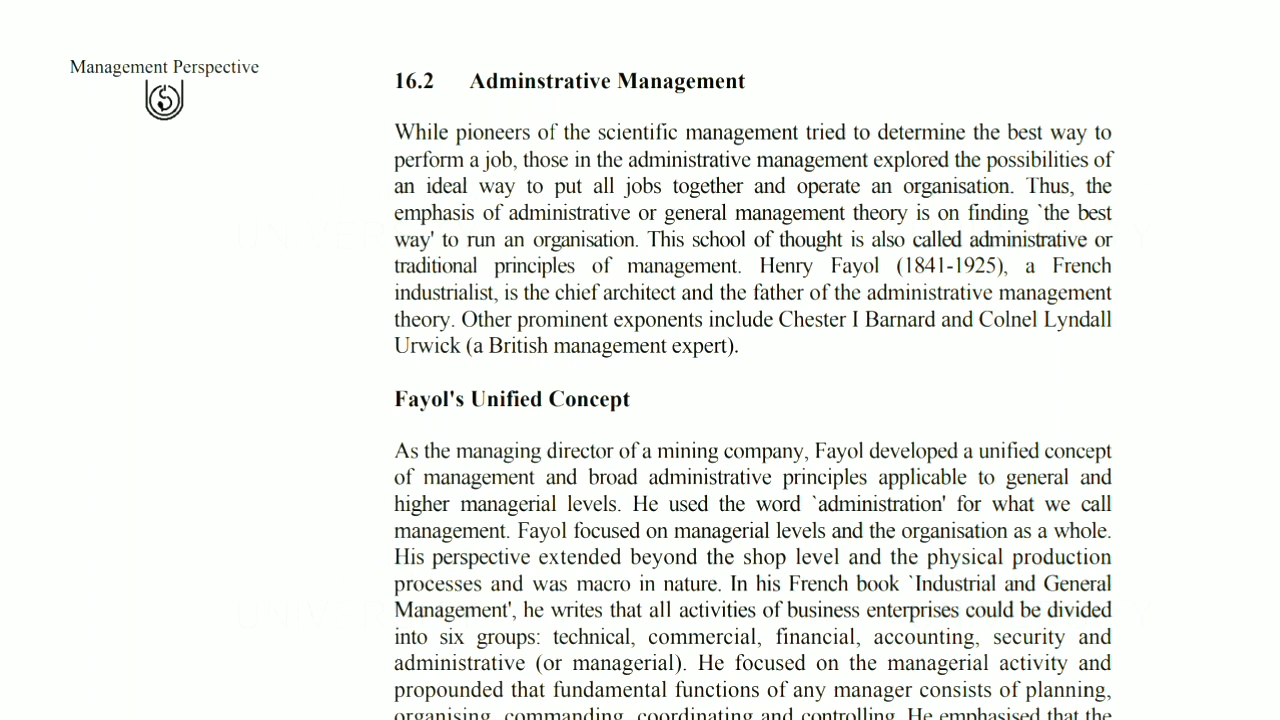 Management Perspective
16.2 Adminstrative Management
While pioneers of the scientific management tried to determine the best way to
perform a job, those in the administrative management explored the possibilities of
an ideal way to put all jobs together and operate an organisation. Thus, the
emphasis of administrative or general management theory is on finding `the best
way' to run an organisation. This school of thought is also called administrative or
traditional principles of management. Henry Fayol (1841-1925), a French
industrialist, is the chief architect and the father of the administrative management
theory. Other prominent exponents include Chester I Barnard and Colnel Lyndall
Urwick (a British management expert).
Fayol's Unified Concept
As the managing director of a mining company, Fayol developed a unified concept
of management and broad administrative principles applicable to general and
higher managerial levels. He used the word `administration' for what we call
management. Fayol focused on managerial levels and the organisation as a whole.
His perspective extended beyond the shop level and the physical production
processes and was macro in nature. In his French book `Industrial and General
Management', he writes that all activities of business enterprises could be divided
into six groups: technical, commercial, financial, accounting, security and
administrative (or managerial). He focused on the managerial activity and
propounded that fundamental functions of any manager consists of planning,
organising, commanding, coordinating and controlling. He emphasised that the